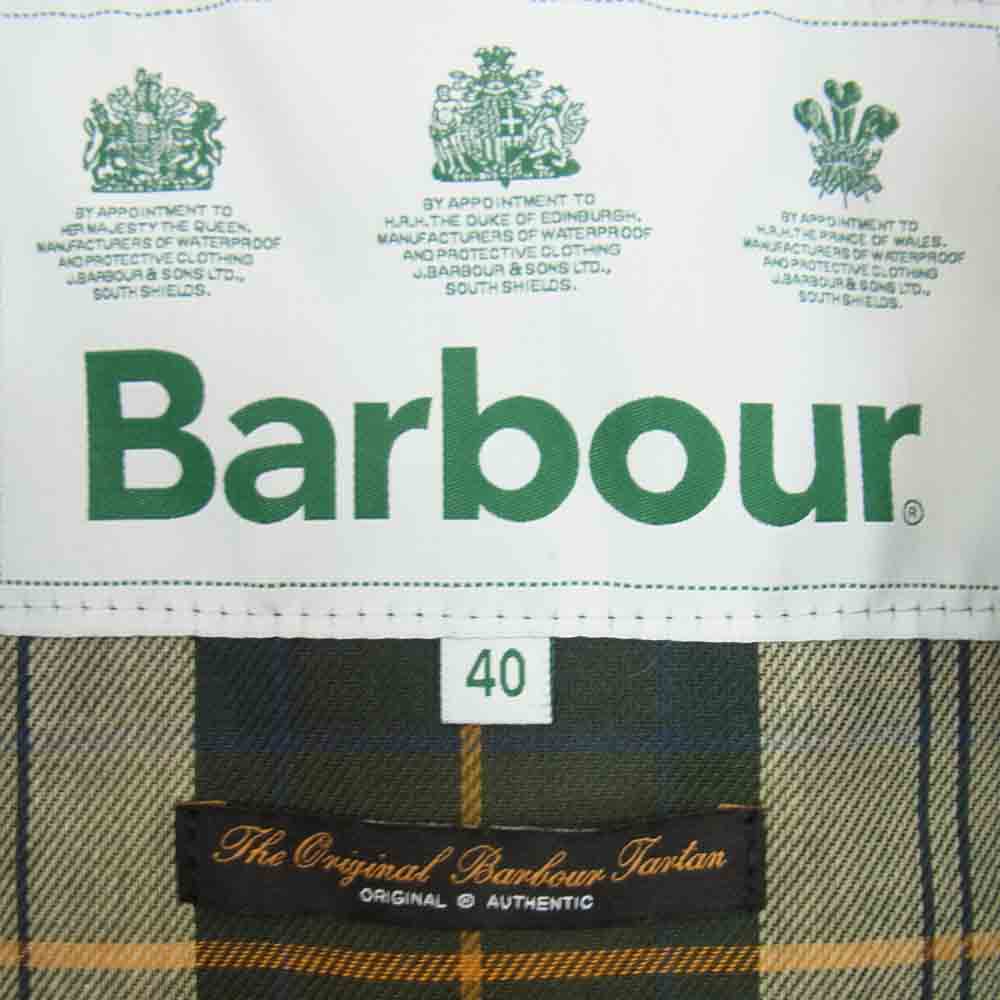 BY APPOINTMENT TO
HER MAJESTY THE QUEEN.
MANUFACTURERS OF WATERPROOF
AND PROTECTIVE CLOTHING
J.BARBOUR & SONS LTD.,
SOUTH SHIELDS.
BY APPOINTMENT TO
H.R.H. THE DUKE OF EDINBURGH.
MANUFACTURERS OF WATERPROOF
AND PROTECTIVE CLOTHING
J.BARBOUR & SONS LTD.,
SOUTH SHIELDS.
BY APPOINTMENT TO
H.R.H. THE PRINCE OF WALES.
MANUFACTURERS OF WATERPROOF
AND PROTECTIVE CLOTHING
J.BARBOUR & SONS LTD.,
SOUTH SHIELDS.
Barbour®
40
The Original Barbour Tartan
ORIGINAL ® AUTHENTIC